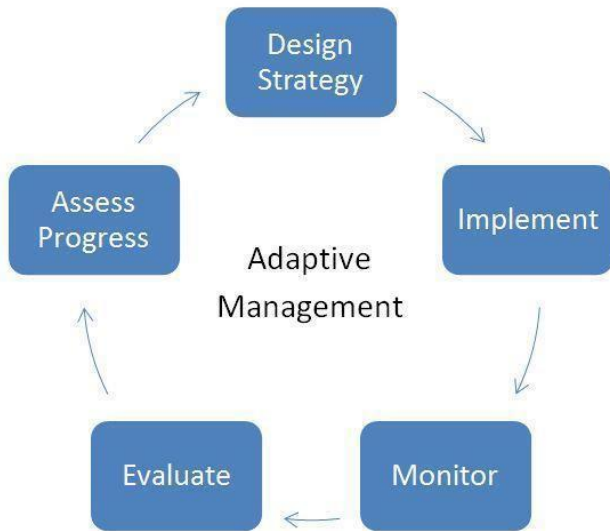 Design
Strategy
Implement
Monitor
Evaluate
Assess
Progress
Adaptive
Management